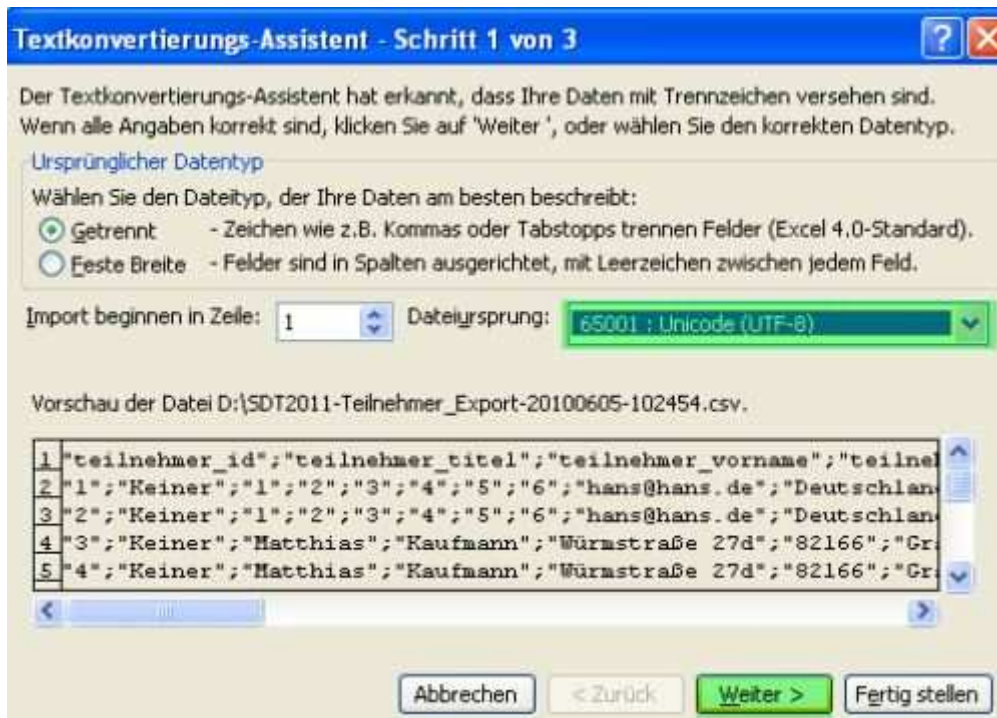 Textkonvertierungs-Assistent - Schritt 1 von 3
Der Textkonvertierungs-Assistent hat erkannt, dass Ihre Daten mit Trennzeichen versehen sind.
Wenn alle Angaben korrekt sind, klicken Sie auf 'Weiter ', oder wählen Sie den korrekten Datentyp.
Ursprünglicher Datentyp
Wählen Sie den Dateityp, der Ihre Daten am besten beschreibt:
Getrennt - Zeichen wie z.B. Kommas oder Tabstopps trennen Felder (Excel 4.0-Standard).
Feste Breite - Felder sind in Spalten ausgerichtet, mit Leerzeichen zwischen jedem Feld.
Import beginnen in Zeile: 1 Dateiursprung: 65001 : Unicode (UTF-8)
Vorschau der Datei D:\SDT2011-Teilnehmer_Export-20100605-102454.csv.
1 "teilnehmer_id";"teilnehmer_titel";"teilnehmer_vorname";"teilnel
2 "1";"Keiner";"1";"2";"3";"4";"5";"6";"hans@hans.de";"Deutschlan
3 "2";"Keiner";"1";"2";"3";"4";"5";"6";"hans@hans.de";"Deutschlan
4 "3";"Keiner";"Matthias";"Kaufmann";"Würmstraße 27d";"82166";"Gr
5 "4";"Keiner";"Matthias";"Kaufmann";"Würmstraße 27d";"82166";"Gr
Abbrechen < Zurück Weiter > Fertig stellen